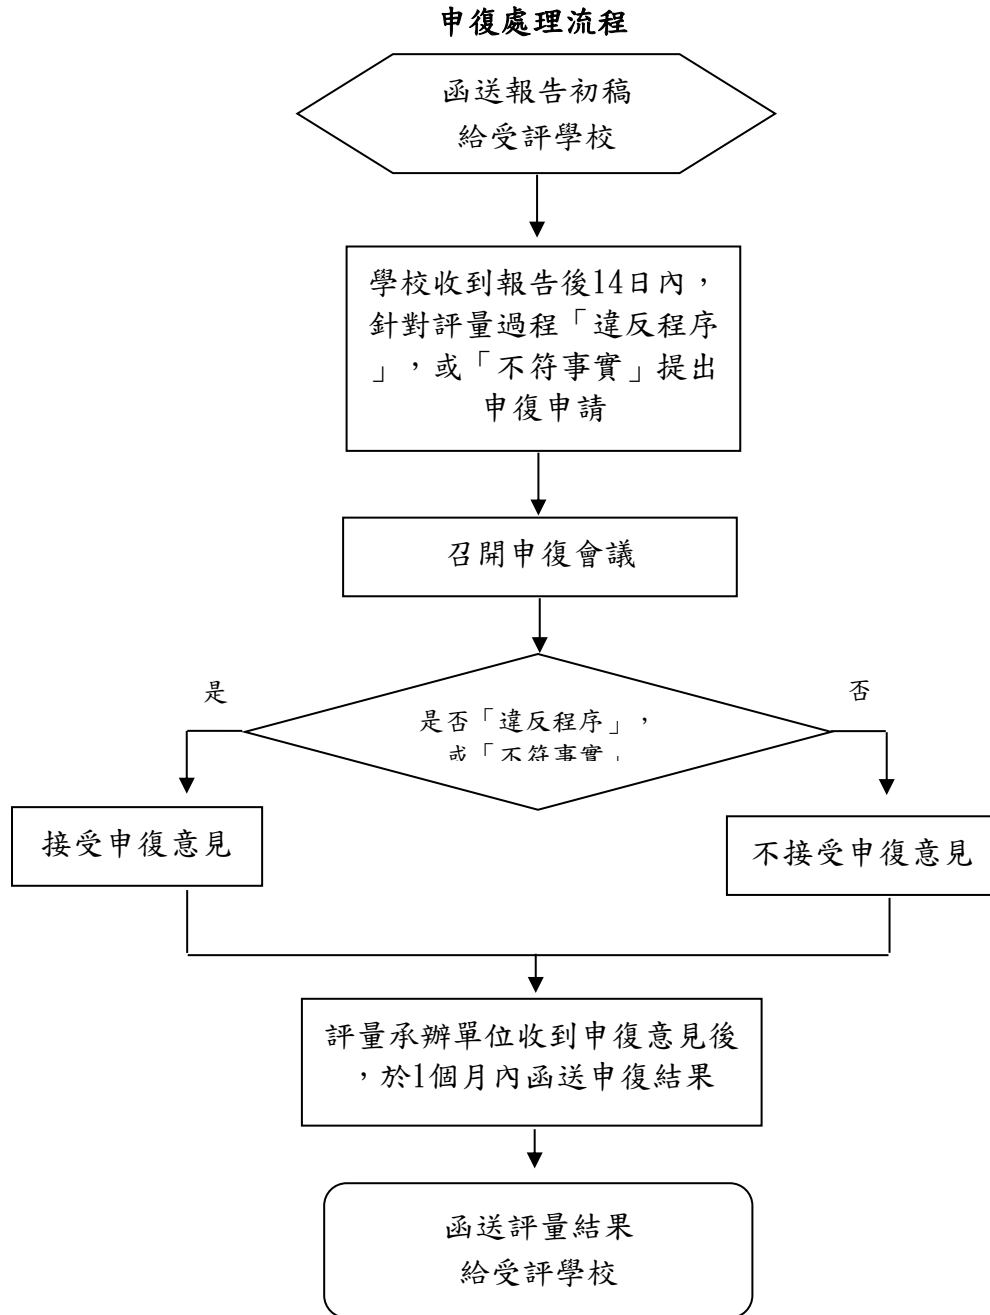 申復處理流程
函送報告初稿
給受評學校
學校收到報告後14日內，
針對評量過程「違反程序
」，或「不符事實」提出
申復申請
召開申復會議
是
否
是否「違反程序」，
或「不符事實」
接受申復意見
不接受申復意見
評量承辦單位收到申復意見後
，於1個月內函送申復結果
函送評量結果
給受評學校